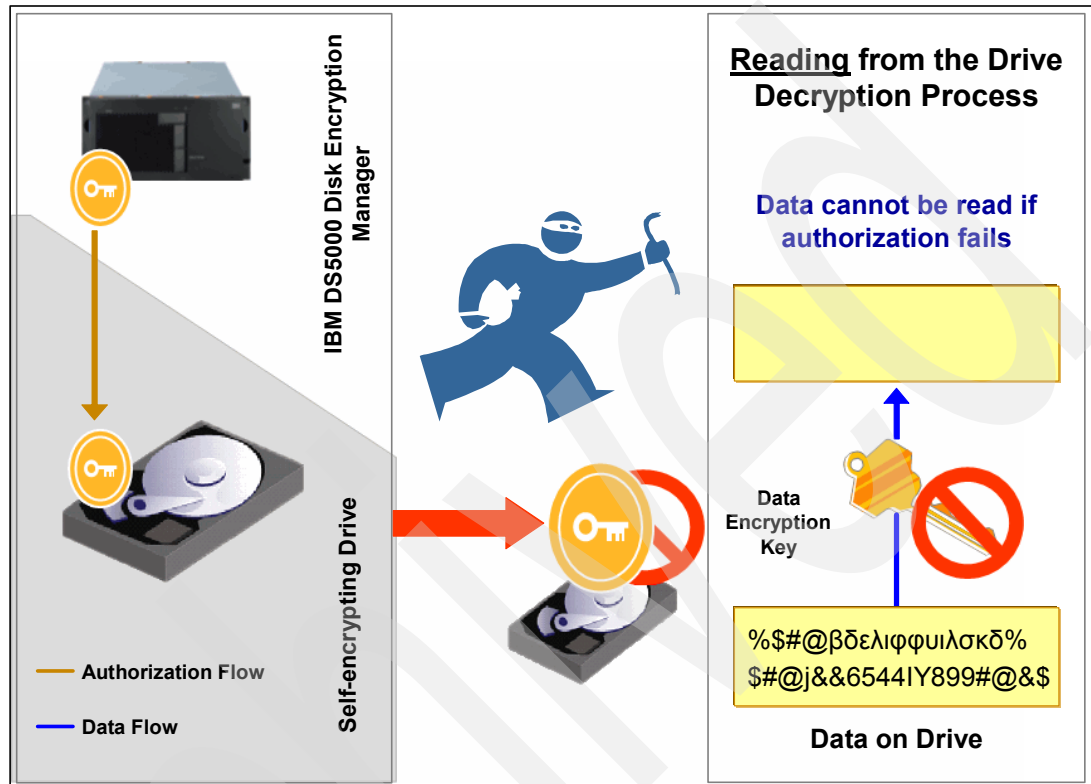 IBM DS5000 Disk Encryption
Manager
Self-encrypting Drive
Authorization Flow
Data Flow
Reading from the Drive
Decryption Process
Data cannot be read if
authorization fails
Data
Encryption
Key
%$#@βδελιφφυιλσκδ%
$#@j&&6544IY899#@&$
Data on Drive